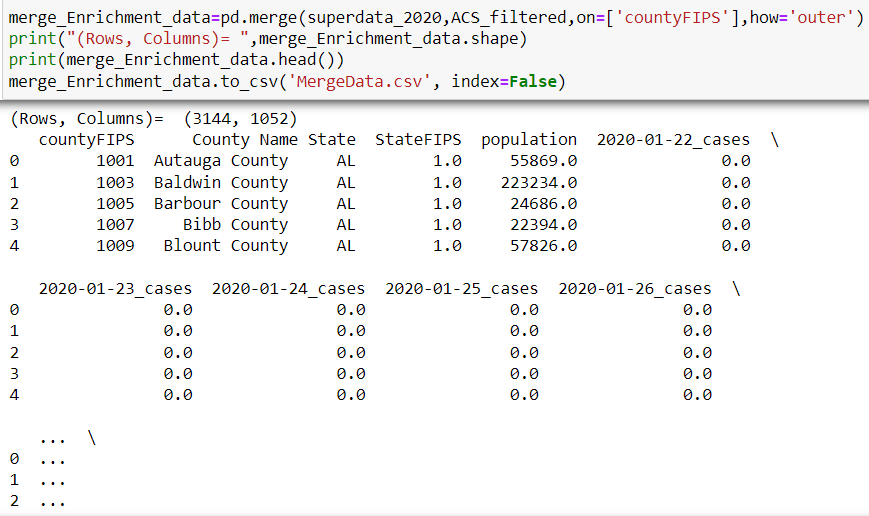 merge_Enrichment_data=pd.merge(superdata_2020,ACS_filtered,on=['countyFIPS'],how='outer')
print("(Rows, Columns)= ",merge_Enrichment_data.shape)
print(merge_Enrichment_data.head())
merge_Enrichment_data.to_csv('MergeData.csv', index=False)
(Rows, Columns)=  (3144, 1052)
   countyFIPS      County Name State  StateFIPS  population  2020-01-22_cases  \
0        1001  Autauga County    AL        1.0     55869.0               0.0
1        1003  Baldwin County    AL        1.0    223234.0               0.0
2        1005  Barbour County    AL        1.0     24686.0               0.0
3        1007     Bibb County    AL        1.0     22394.0               0.0
4        1009   Blount County    AL        1.0     57826.0               0.0
   2020-01-23_cases  2020-01-24_cases  2020-01-25_cases  2020-01-26_cases  \
0               0.0               0.0               0.0               0.0
1               0.0               0.0               0.0               0.0
2               0.0               0.0               0.0               0.0
3               0.0               0.0               0.0               0.0
4               0.0               0.0               0.0               0.0
   ...  \
0  ...
1  ...
2  ...